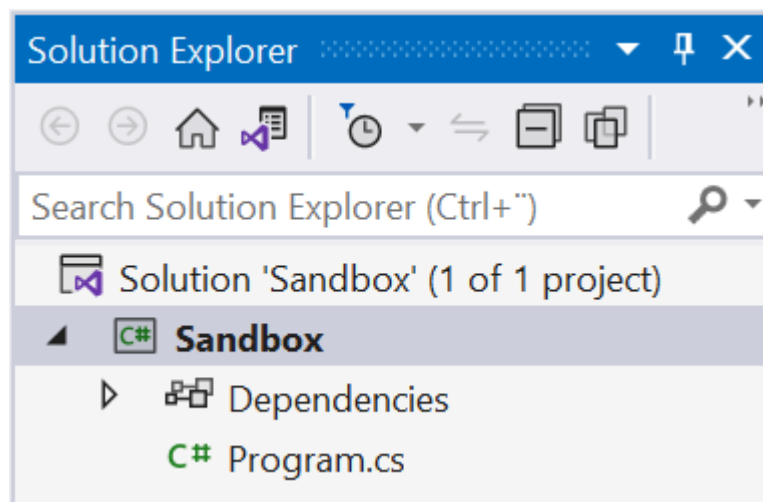 Solution Explorer
Search Solution Explorer (Ctrl+¨)
Solution 'Sandbox' (1 of 1 project)
C# Sandbox
Dependencies
C# Program.cs